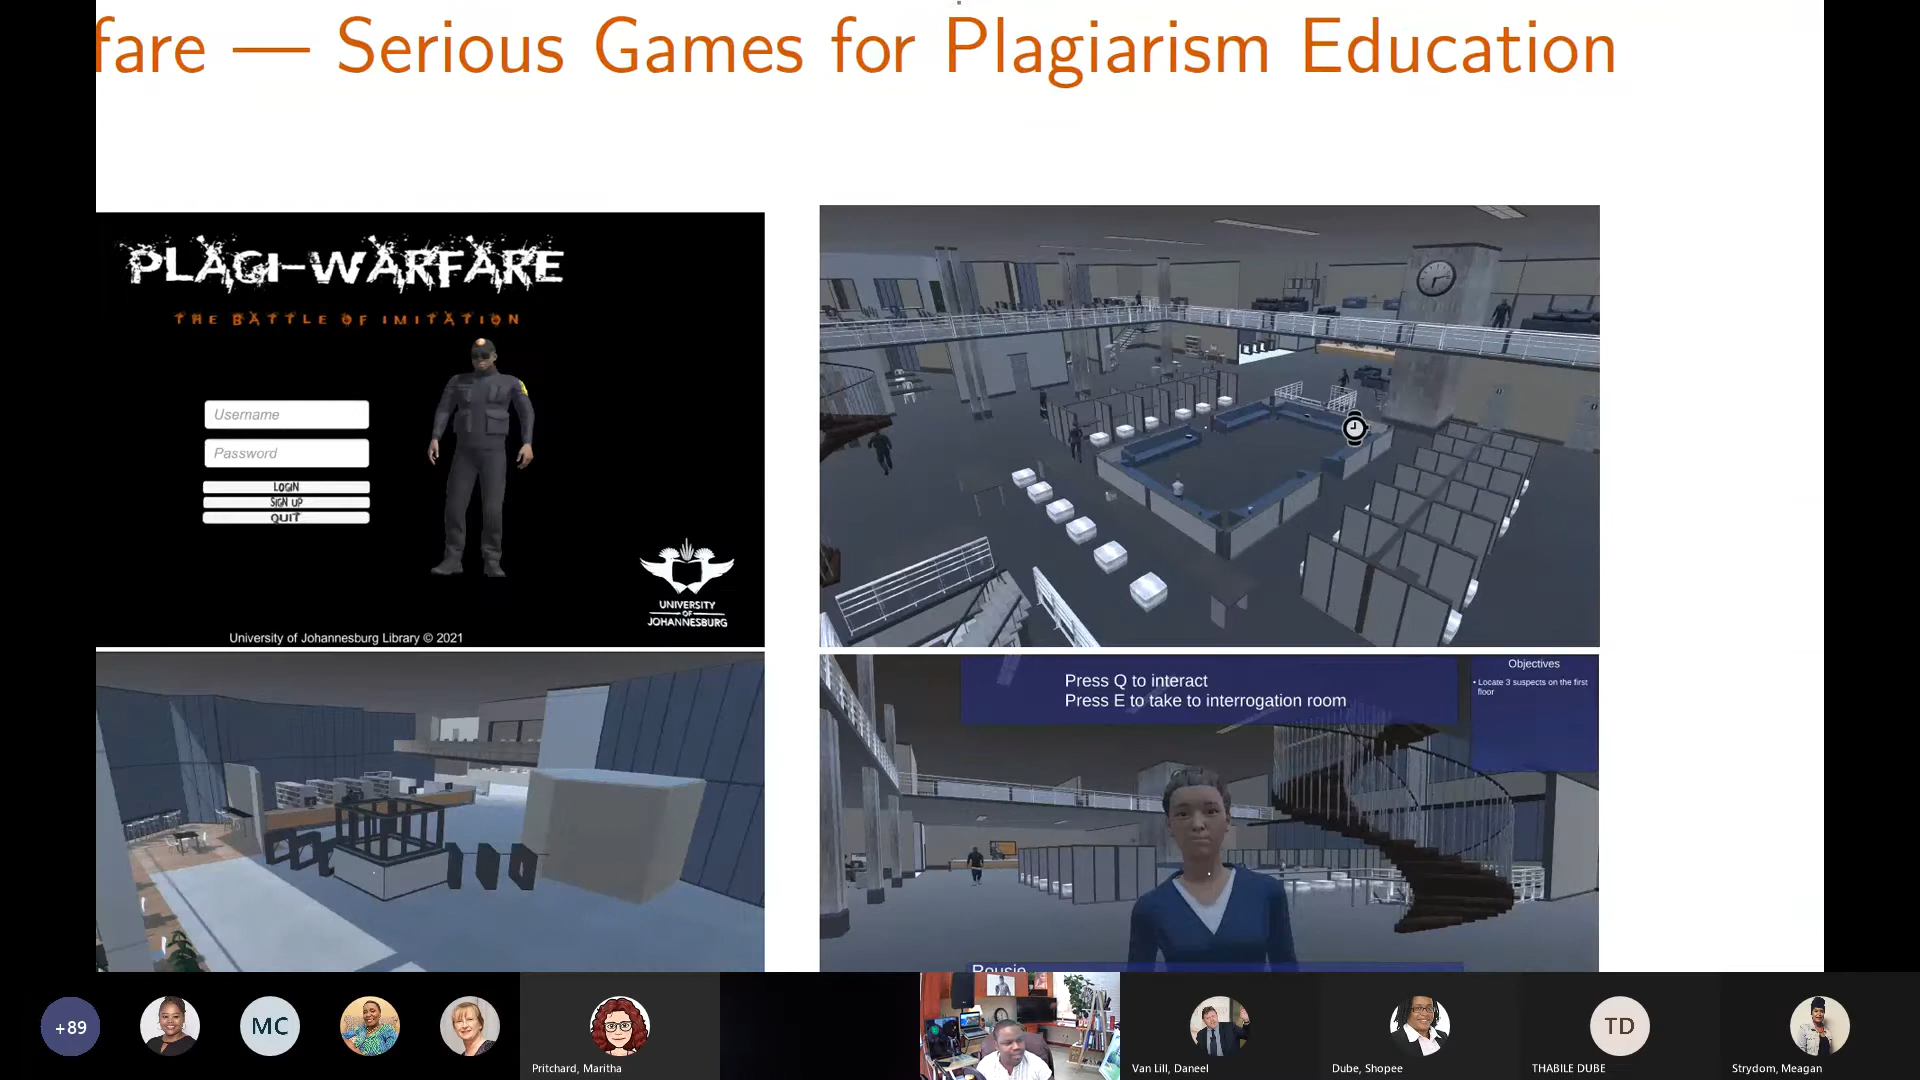 fare — Serious Games for Plagiarism Education
PLAGI-WARFARE
THE BATTLE OF IMITATION
Username
Password
LOGIN
SIGN UP
QUIT
UNIVERSITY
OF
JOHANNESBURG
University of Johannesburg Library © 2021
Press Q to interact
Press E to take to interrogation room
Objectives
• Locate 3 suspects on the first
floor
Rousie
+89
MC
Pritchard, Maritha
Van Lill, Daneel
Dube, Shopee
TD
THABILE DUBE
Strydom, Meagan